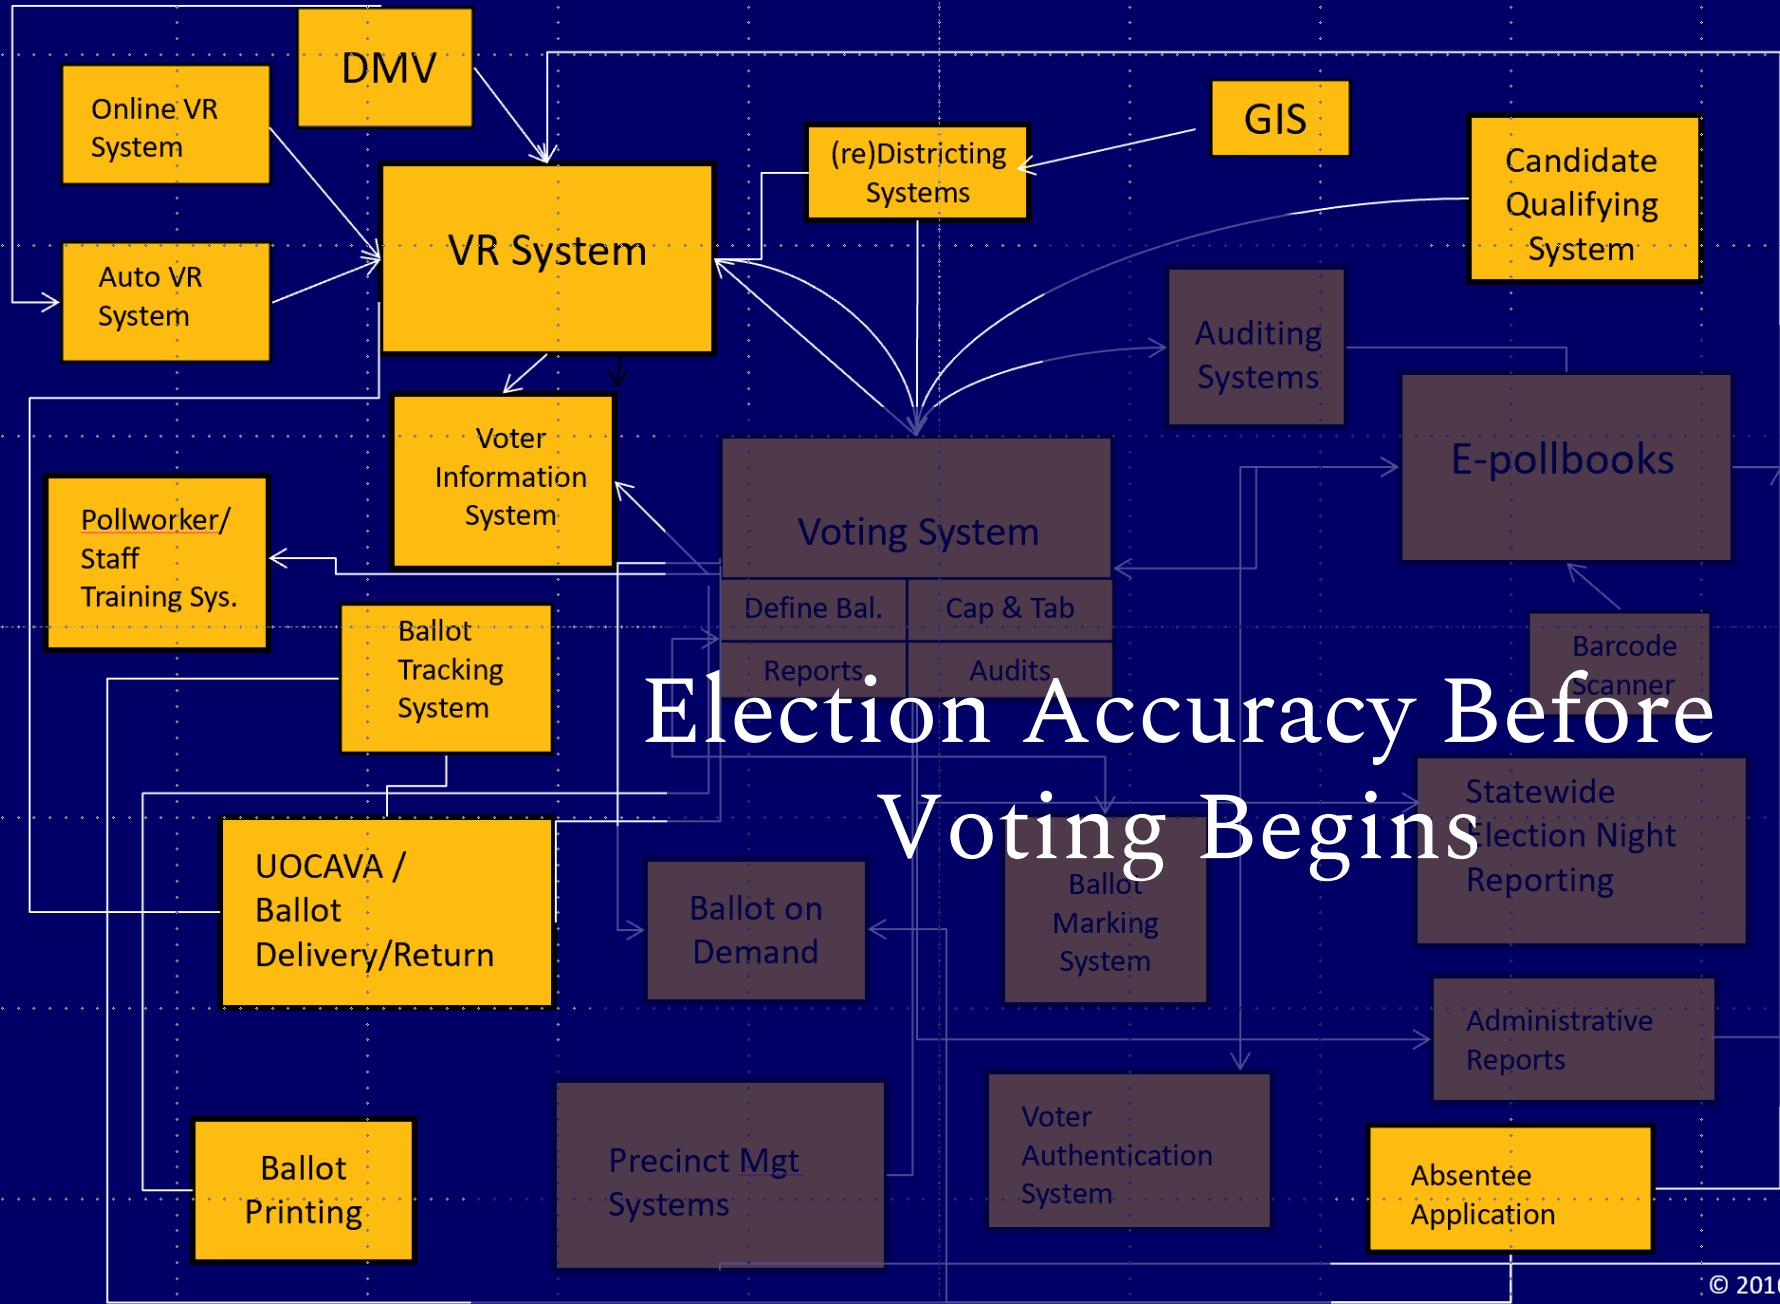 DMV
Online VR
System
GIS
(re)Districting
Systems
Candidate
Qualifying
System
VR System
Auto VR
System
Auditing
Systems
Voter
Information
System
E-pollbooks
Pollworker/
Staff
Training Sys.
Voting System
Define Bal.
Cap & Tab
Reports
Audits
Ballot
Tracking
System
Barcode
Scanner
Election Accuracy Before
Voting Begins
Statewide
Election Night
Reporting
UOCAVA /
Ballot
Delivery/Return
Ballot on
Demand
Ballot
Marking
System
Administrative
Reports
Ballot
Printing
Precinct Mgt
Systems
Voter
Authentication
System
Absentee
Application
©